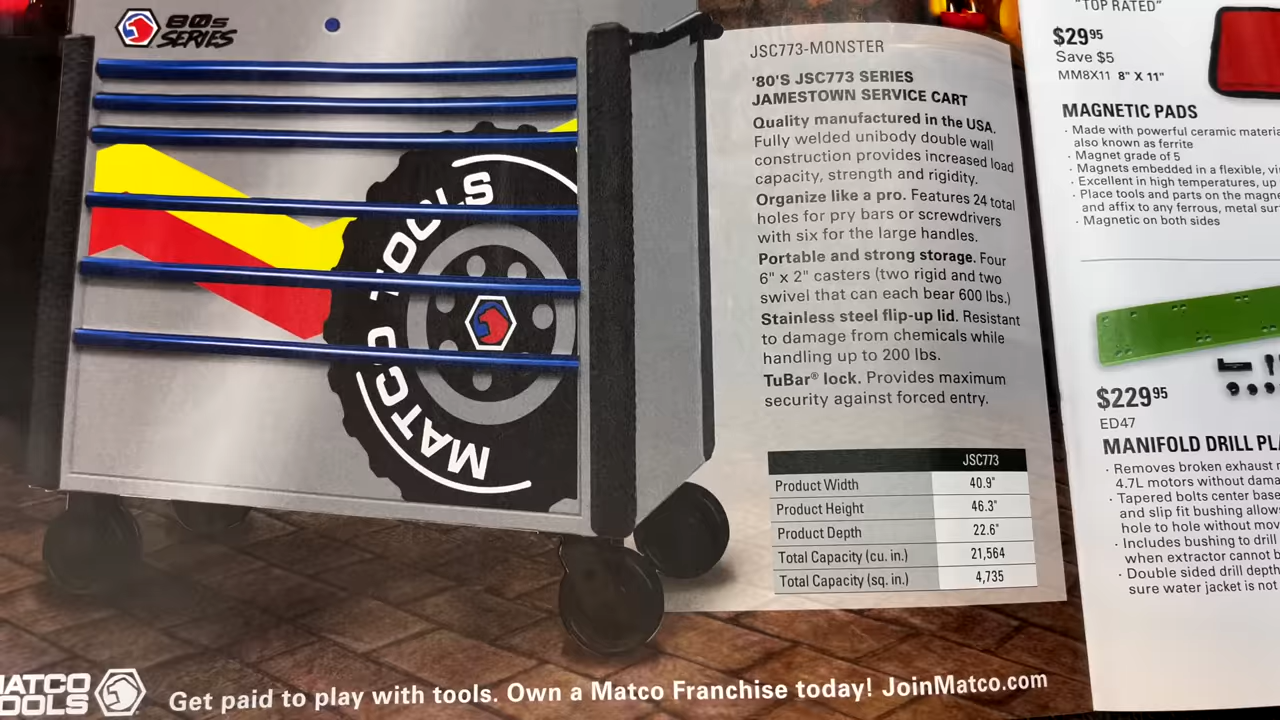 80s
SERIES
MATCO TOOLS
JSC773-MONSTER
'80'S JSC773 SERIES
JAMESTOWN SERVICE CART
Quality manufactured in the USA.
Fully welded unibody double wall
construction provides increased load
capacity, strength and rigidity.
Organize like a pro. Features 24 total
holes for pry bars or screwdrivers
with six for the large handles.
Portable and strong storage. Four
6" x 2" casters (two rigid and two
swivel that can each bear 600 lbs.)
Stainless steel flip-up lid. Resistant
to damage from chemicals while
handling up to 200 lbs.
TuBar® lock. Provides maximum
security against forced entry.
JSC773
Product Width 40.9"
Product Height 46.3"
Product Depth 22.6"
Total Capacity (cu. in.) 21,564
Total Capacity (sq. in.) 4,735
MATCO
TOOLS
Get paid to play with tools. Own a Matco Franchise today! JoinMatco.com
"TOP RATED"
$2995
Save $5
MM8X11 8" X 11"
MAGNETIC PADS
· Made with powerful ceramic
also known as ferrite
· Magnet grade of 5
· Magnets embedded in a flexible,
· Excellent in high temperatures, up
· Place tools and parts on the
and affix to any ferrous, metal
· Magnetic on both sides
$22995
ED47
MANIFOLD DRILL
· Removes broken exhaust
4.7L motors without
· Tapered bolts center
and slip fit bushing
hole to hole without
· Includes bushing to drill
when extractor cannot
· Double sided drill
sure water jacket is not